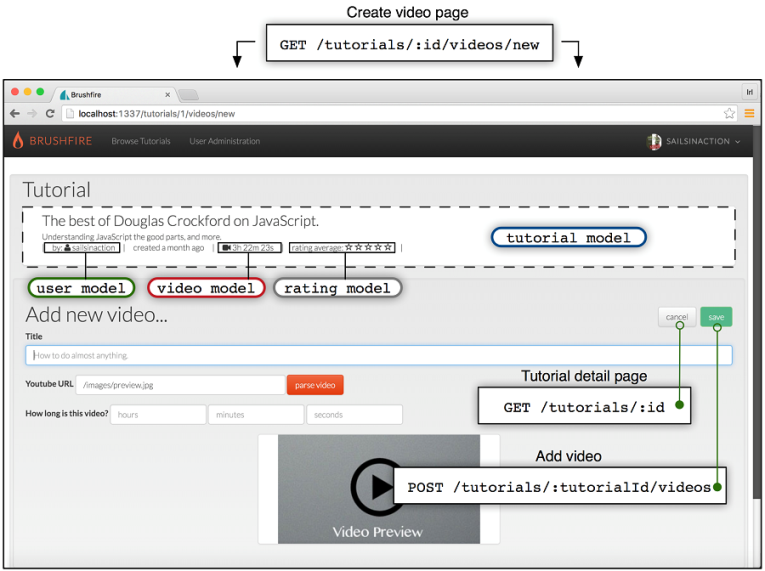 Create video page
GET /tutorials/:id/videos/new
Brushfire
Irl
localhost:1337/tutorials/1/videos/new
BRUSHFIRE Browse Tutorials User Administration SAILSINACTION
Tutorial
The best of Douglas Crockford on JavaScript.
Understanding JavaScript the good parts, and more.
by: sailsinaction | created a month ago | 3h 22m 23s | rating average: ☆☆☆☆☆ |
tutorial model
user model video model rating model
Add new video...
cancel save
Title
How to do almost anything.
Youtube URL /images/preview.jpg parse video
Tutorial detail page
GET /tutorials/:id
How long is this video? hours minutes seconds
Add video
POST /tutorials/:tutorialId/videos
Video Preview